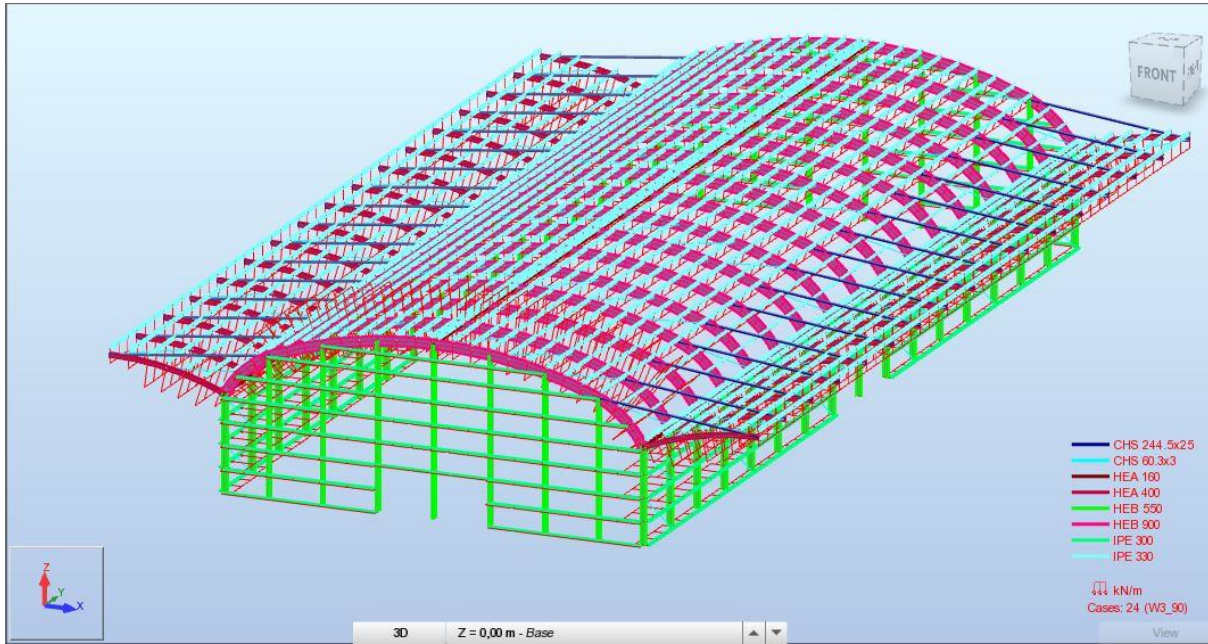 FRONT
CHS 244.5x25
CHS 60.3x3
HEA 160
HEA 400
HEB 550
HEB 900
IPE 300
IPE 330
kN/m
Cases: 24 (W3_90)
Z
Y
X
3D Z = 0,00 m - Base
View